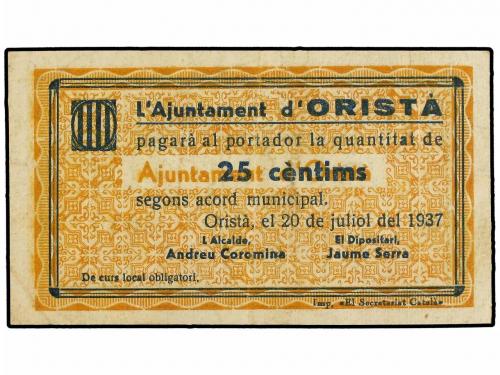 L'Ajuntament d'ORISTÀ
pagarà al portador la quantitat de
25 cèntims
segons acord municipal.
Oristà, el 20 de juliol del 1937
L'Alcalde, El Dipositari,
Andreu Coromina Jaume Serra
De curs local obligatori,
Imp. «El Secretariat Català»